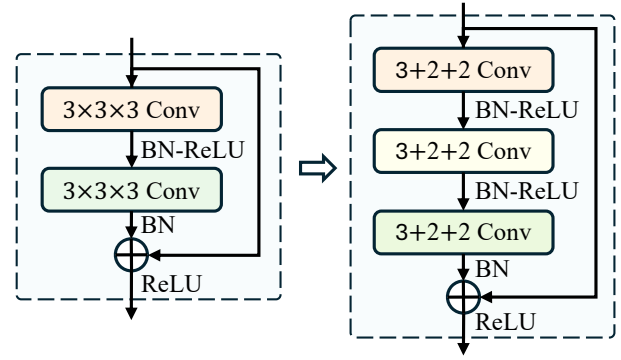 3×3×3 Conv
BN-ReLU
3×3×3 Conv
BN
ReLU
3+2+2 Conv
BN-ReLU
3+2+2 Conv
BN-ReLU
3+2+2 Conv
BN
ReLU